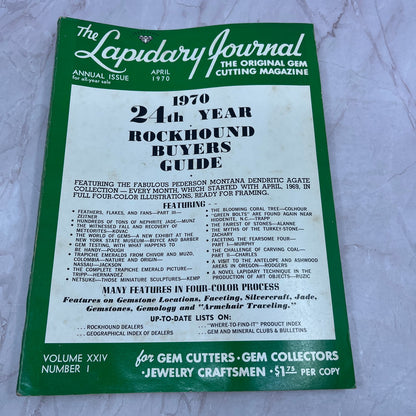 The
Lapidary Journal
ANNUAL ISSUE
for all-year sale
APRIL
1970
THE ORIGINAL GEM
CUTTING MAGAZINE
1970
24th YEAR
ROCKHOUND
BUYERS
GUIDE
FEATURING THE FABULOUS PEDERSON MONTANA DENDRITIC AGATE
COLLECTION — EVERY MONTH, WHICH STARTED WITH APRIL, 1969, IN
FULL FOUR-COLOR ILLUSTRATIONS, READY FOR FRAMING.
FEATURING —
• FEATHERS, FLAKES, AND FAKES—PART III—
ZEITNER
• HUNDREDS OF TONS OF NEPHRITE JADE—MUNZ
• THE WITNESSED FALL AND RECOVERY OF
METEORITES—KOVAC
• THE WORLD OF GEMS—A NEW EXHIBIT AT THE
NEW YORK STATE MUSEUM—BUYCE AND BARBER
• GEM TESTING, WITH WHAT HAPPENS TO
BE HANDY—POUGH
• TRAPICHE EMERALDS FROM CHIVOR AND MUZO,
COLOMBIA—NATURE AND ORIGIN—
NASSAU-JACKSON
• THE COMPLETE TRAPICHE EMERALD PICTURE—
TRIPP—HERNANDEZ
• NETSUKE—THOSE MINIATURE SCULPTURES—KEMP
• THE BLOOMING CORAL TREE—COLHOUR
• "GREEN BOLTS" ARE FOUND AGAIN NEAR
HIDDENITE, N.C.—TRAPP
• THE FAIREST OF STONES—ALANNE
• THE MYTHS OF THE TURKEY-STONE—
ZACHARY
• FACETING THE FEARSOME FOUR—
PART I—MURPHY
• THE CHALLENGE OF CARVING COAL—
PART II—CHARLES
• A VISIT TO THE ANTELOPE AND ASHWOOD
AREAS IN OREGON—RODGERS
• A NOVEL LAPIDARY TECHNIQUE IN THE
PRODUCTION OF ART OBJECTS—RUZIC
MANY FEATURES IN FOUR-COLOR PROCESS
Features on Gemstone Locations, Faceting, Silvercraft, Jade,
Gemstones, Gemology and "Armchair Traveling."
UP-TO-DATE LISTS ON:
. . . ROCKHOUND DEALERS
. . . GEOGRAPHICAL INDEX OF DEALERS
. . . "WHERE-TO-FIND-IT" PRODUCT INDEX
. . . GEM AND MINERAL CLUBS & BULLETINS
VOLUME XXIV
NUMBER 1
for GEM CUTTERS · GEM COLLECTORS
· JEWELRY CRAFTSMEN · $1.75 PER COPY